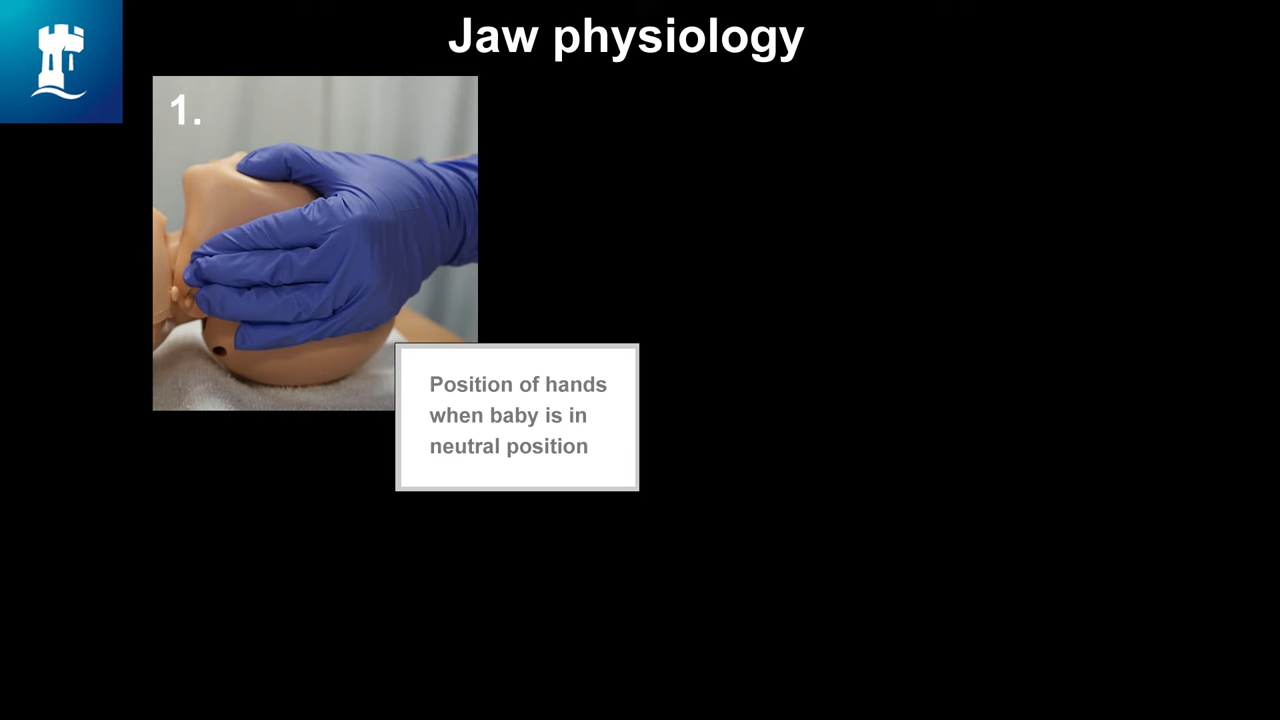 Jaw physiology
1.
Position of hands
when baby is in
neutral position